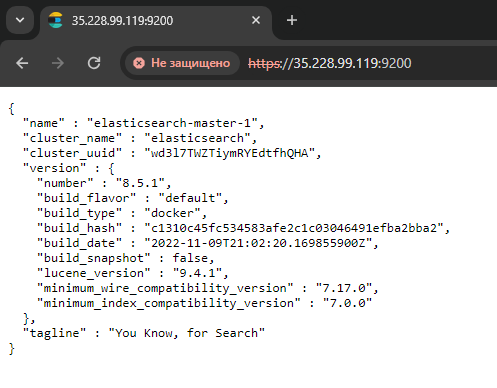 35.228.99.119:9200
Не защищено https://35.228.99.119:9200
{
"name" : "elasticsearch-master-1",
"cluster_name" : "elasticsearch",
"cluster_uuid" : "wd3l7TWZTiymRYEdtfhQHA",
"version" : {
"number" : "8.5.1",
"build_flavor" : "default",
"build_type" : "docker",
"build_hash" : "c1310c45fc534583afe2c1c03046491efba2bba2",
"build_date" : "2022-11-09T21:02:20.169855900Z",
"build_snapshot" : false,
"lucene_version" : "9.4.1",
"minimum_wire_compatibility_version" : "7.17.0",
"minimum_index_compatibility_version" : "7.0.0"
},
"tagline" : "You Know, for Search"
}